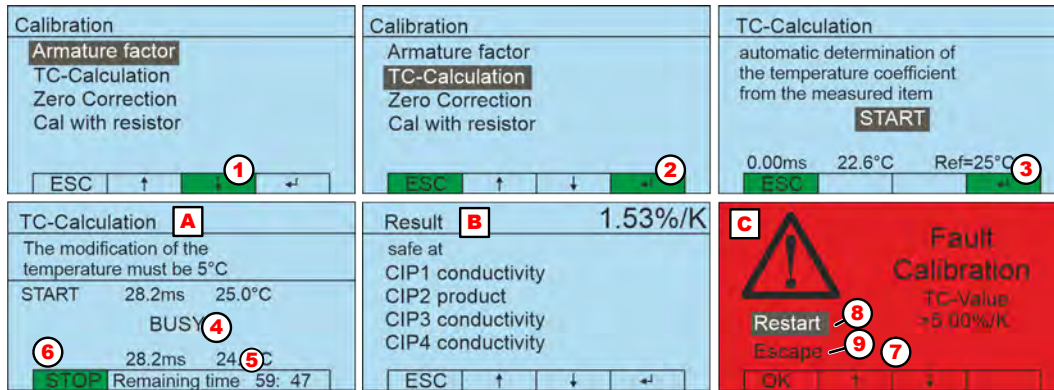 Calibration
Armature factor
TC-Calculation
Zero Correction
Cal with resistor
ESC ↑ ↓ 1 ↵
Calibration
Armature factor
TC-Calculation
Zero Correction
Cal with resistor
ESC ↑ ↓ ↵ 2
TC-Calculation
automatic determination of
the temperature coefficient
from the measured item
START
0.00ms 22.6°C Ref=25°C
ESC ↵ 3
TC-Calculation A
The modification of the
temperature must be 5°C
START 28.2ms 25.0°C
BUSY 4
6 28.2ms 24. 5 C
STOP Remaining time 59: 47
Result B 1.53%/K
safe at
CIP1 conductivity
CIP2 product
CIP3 conductivity
CIP4 conductivity
ESC ↑ ↓ ↵
C Fault
Calibration
TC-Value
>5.00%/K
Restart 8
Escape 9 7
OK ↑ ↓